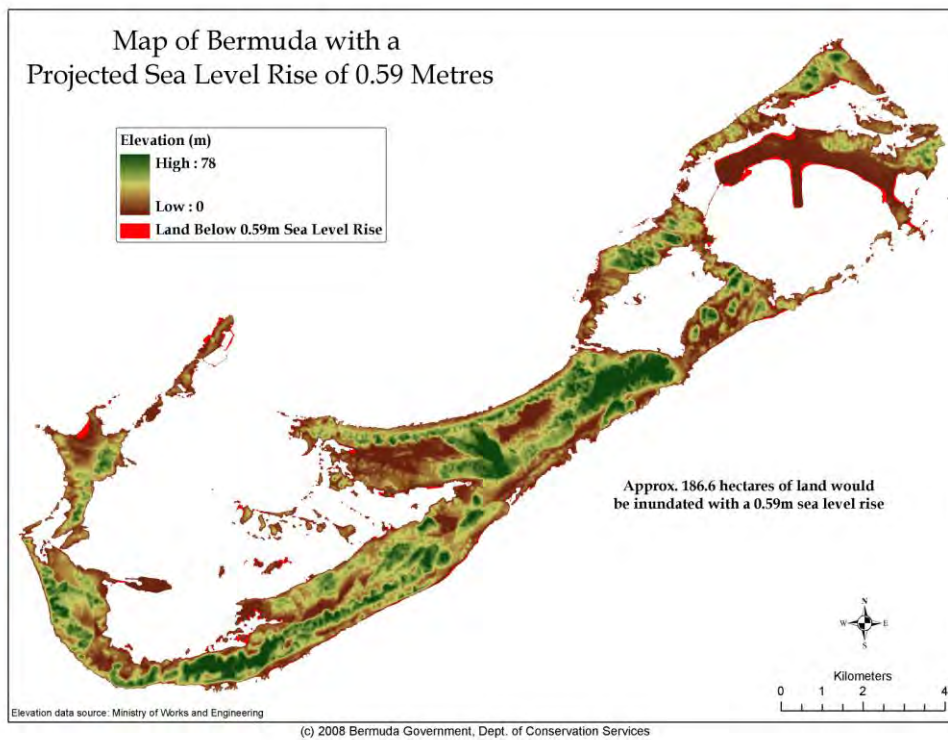 Map of Bermuda with a
Projected Sea Level Rise of 0.59 Metres
Elevation (m)
High : 78
Low : 0
Land Below 0.59m Sea Level Rise
Approx. 186.6 hectares of land would
be inundated with a 0.59m sea level rise
N
W E
S
Kilometers
0 1 2 4
Elevation data source: Ministry of Works and Engineering
(c) 2008 Bermuda Government, Dept. of Conservation Services